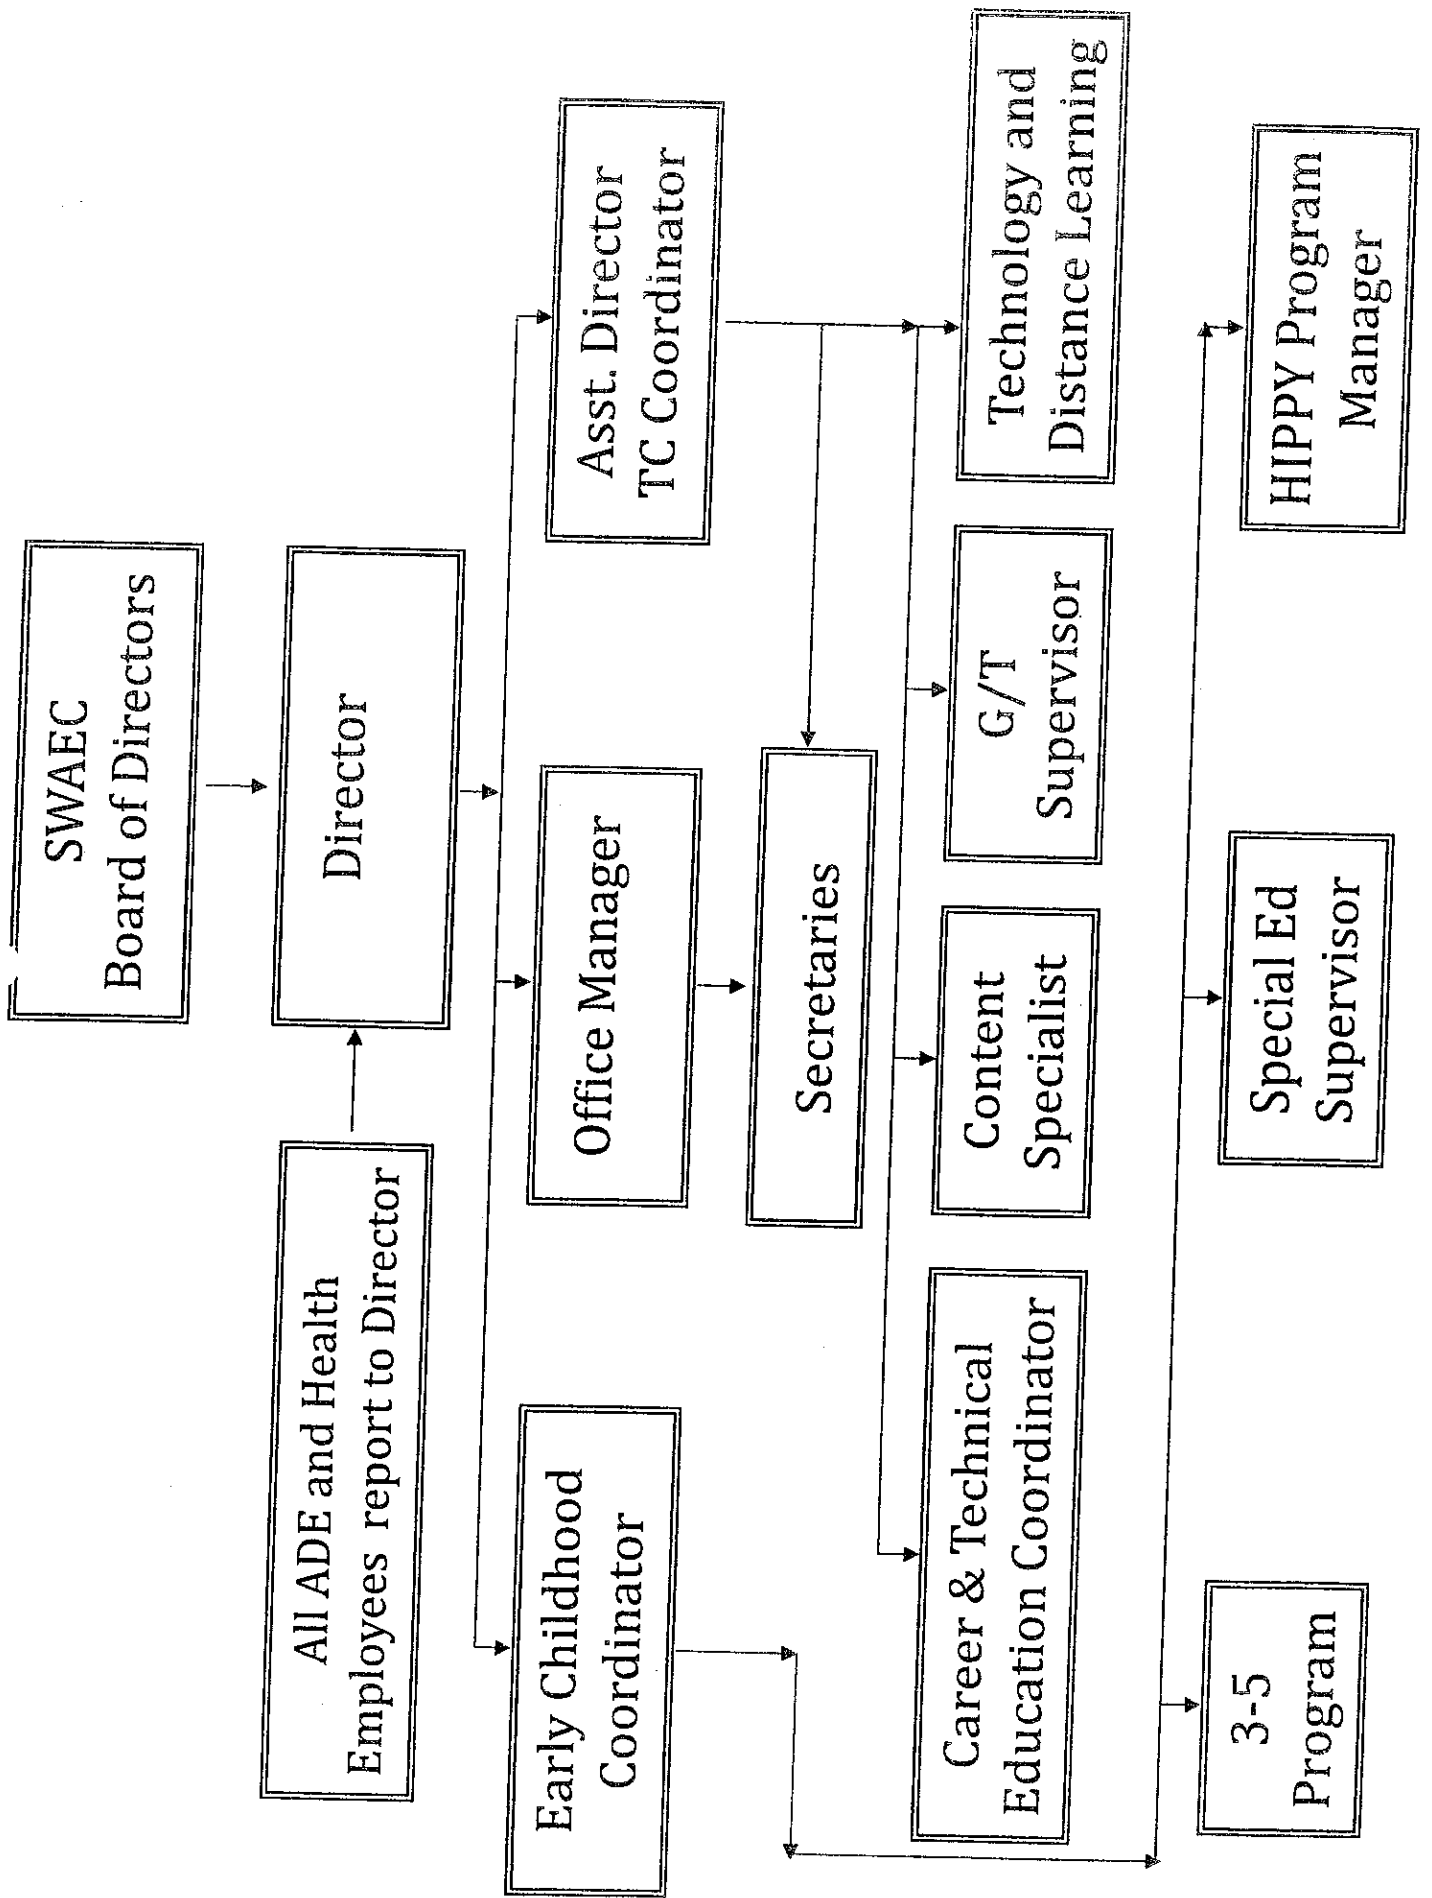 SWAEC
Board of Directors
All ADE and Health
Employees report to Director
Director
Early Childhood
Coordinator
Office Manager
Asst. Director
TC Coordinator
Secretaries
Career & Technical
Education Coordinator
Content
Specialist
G/T
Supervisor
Technology and
Distance Learning
3-5
Program
Special Ed
Supervisor
HIPPY Program
Manager